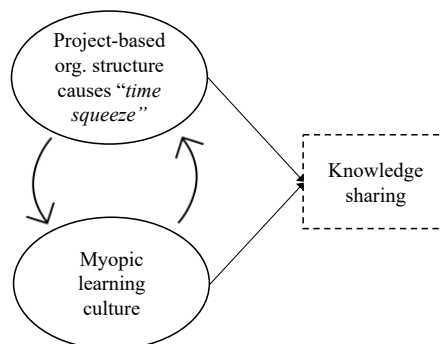 Project-based
org. structure
causes “time
squeeze”
Knowledge
sharing
Myopic
learning
culture